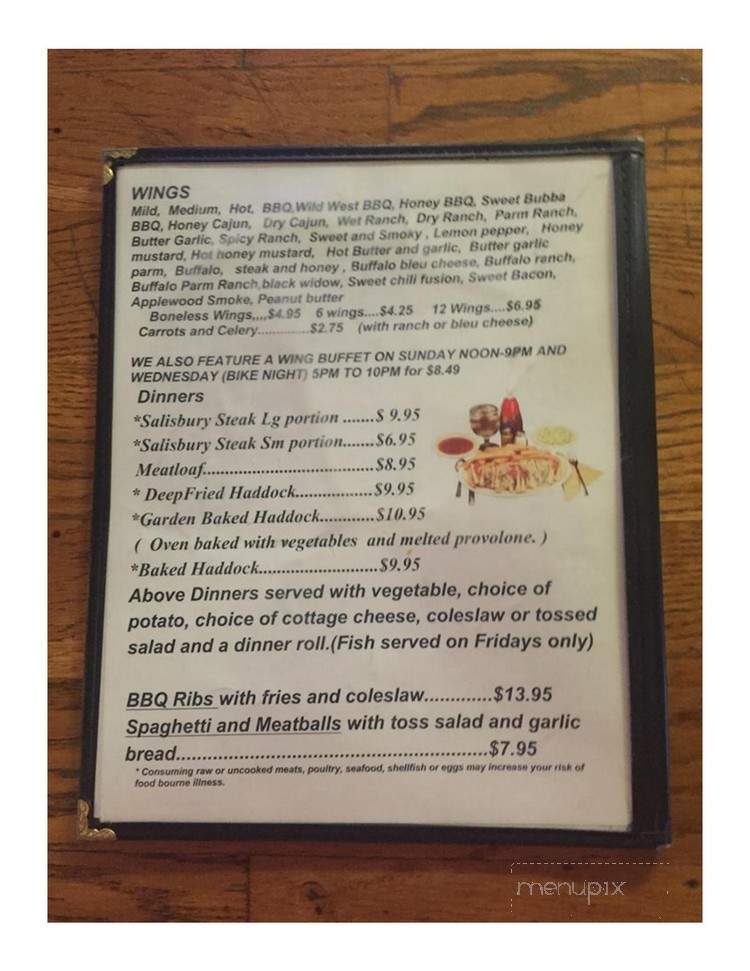 WINGS
Mild, Medium, Hot, BBQ,Wild West BBQ, Honey BBQ, Sweet Bubba
BBQ, Honey Cajun, Dry Cajun, Wet Ranch, Dry Ranch, Parm Ranch,
Butter Garlic, Spicy Ranch, Sweet and Smoky , Lemon pepper, Honey
mustard, Hot honey mustard, Hot Butter and garlic, Butter garlic
parm, Buffalo, steak and honey , Buffalo bleu cheese, Buffalo ranch,
Buffalo Parm Ranch,black widow, Sweet chili fusion, Sweet Bacon,
Applewood Smoke, Peanut butter
Boneless Wings,...$4.95 6 wings....$4.25 12 Wings....$6.95
Carrots and Celery.............$2.75 (with ranch or bleu cheese)
WE ALSO FEATURE A WING BUFFET ON SUNDAY NOON-9PM AND
WEDNESDAY (BIKE NIGHT) 5PM TO 10PM for $8.49
Dinners
*Salisbury Steak Lg portion .......$ 9.95
*Salisbury Steak Sm portion.......$6.95
Meatloaf......................................$8.95
* DeepFried Haddock.................$9.95
*Garden Baked Haddock............$10.95
( Oven baked with vegetables and melted provolone. )
*Baked Haddock..........................$9.95
Above Dinners served with vegetable, choice of
potato, choice of cottage cheese, coleslaw or tossed
salad and a dinner roll.(Fish served on Fridays only)
BBQ Ribs with fries and coleslaw.............$13.95
Spaghetti and Meatballs with toss salad and garlic
bread..................................................$7.95
* Consuming raw or uncooked meats, poultry, seafood, shellfish or eggs may increase your risk of
food bourne illness.
menupix